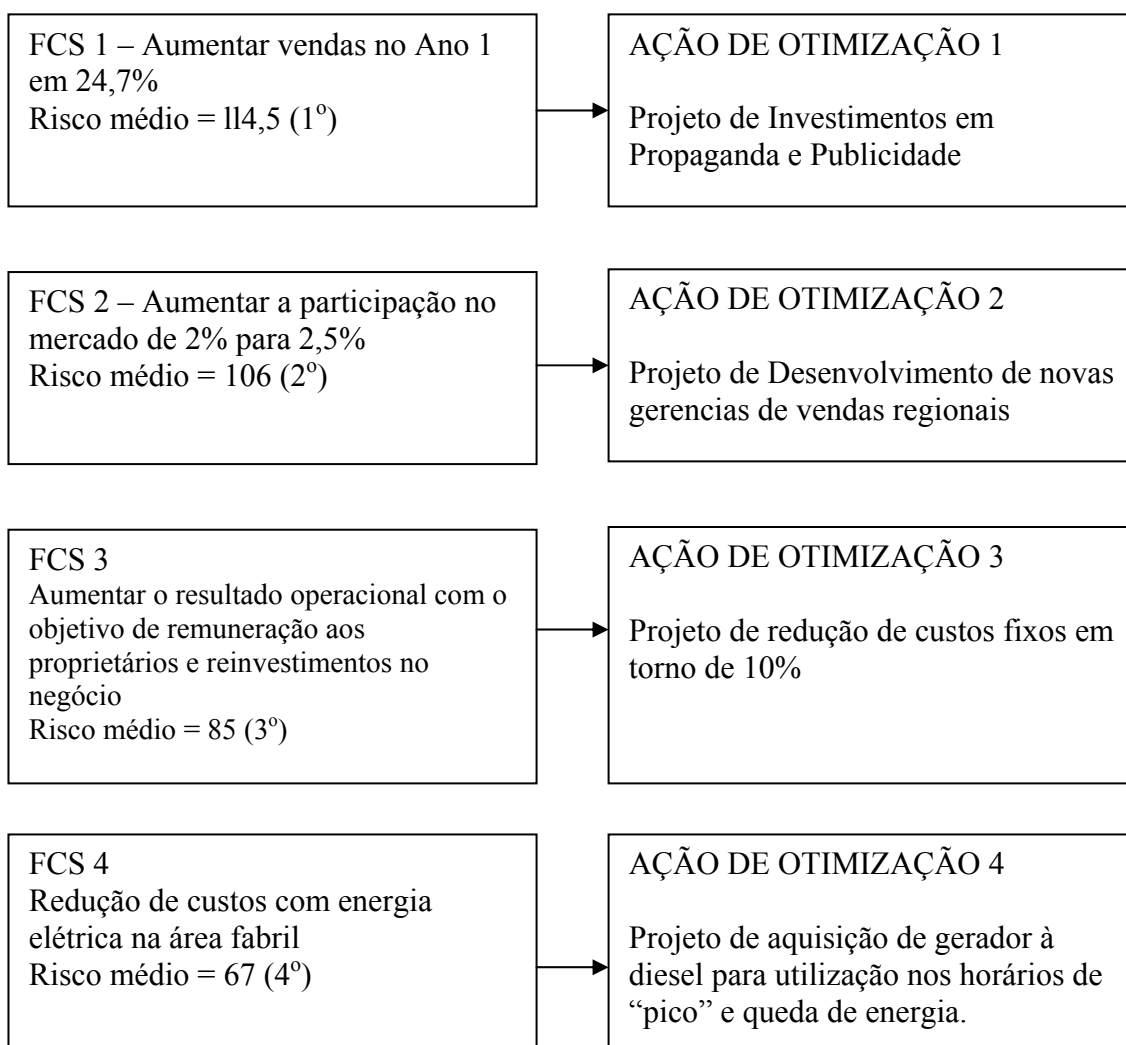 FCS 1 – Aumentar vendas no Ano 1
em 24,7%
Risco médio = ll4,5 (1º)
AÇÃO DE OTIMIZAÇÃO 1
Projeto de Investimentos em
Propaganda e Publicidade
FCS 2 – Aumentar a participação no
mercado de 2% para 2,5%
Risco médio = 106 (2º)
AÇÃO DE OTIMIZAÇÃO 2
Projeto de Desenvolvimento de novas
gerencias de vendas regionais
FCS 3
Aumentar o resultado operacional com o
objetivo de remuneração aos
proprietários e reinvestimentos no
negócio
Risco médio = 85 (3º)
AÇÃO DE OTIMIZAÇÃO 3
Projeto de redução de custos fixos em
torno de 10%
FCS 4
Redução de custos com energia
elétrica na área fabril
Risco médio = 67 (4º)
AÇÃO DE OTIMIZAÇÃO 4
Projeto de aquisição de gerador à
diesel para utilização nos horários de
“pico” e queda de energia.